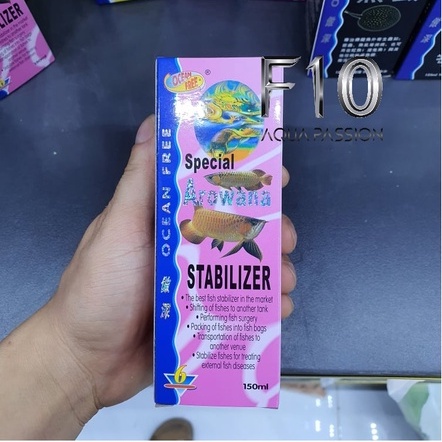 F10
AQUA PASSION
OCEAN FREE
®
OCEAN FREE
Special
Arowana
STABILIZER
• The best fish stabilizer in the market
• Shifting of fishes to another tank
• Performing fish surgery
• Packing of fishes into fish bags
• Transportation of fishes to
another venue
• Stabilize fishes for treating
external fish diseases
6
150ml